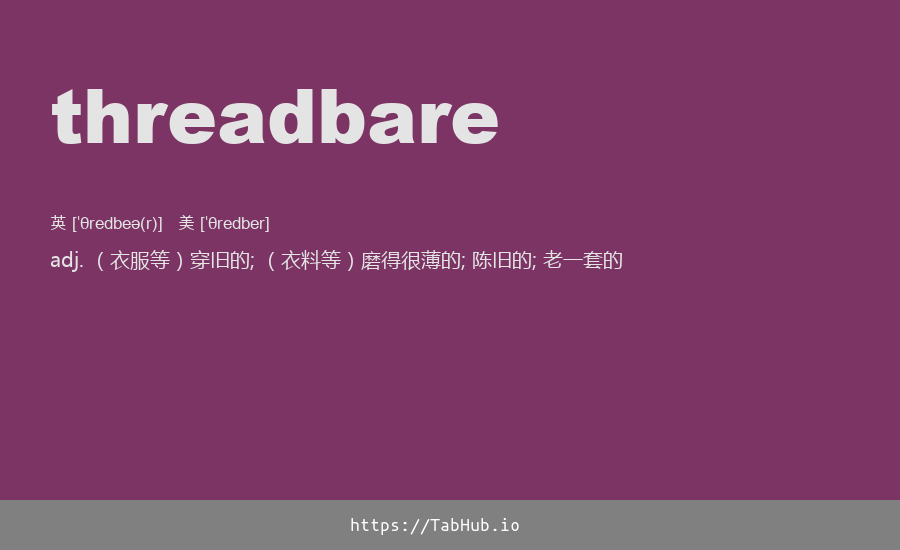 threadbare
英 [ˈθredbeə(r)] 美 [ˈθredber]
adj. （衣服等）穿旧的; （衣料等）磨得很薄的; 陈旧的; 老一套的
https://TabHub.io